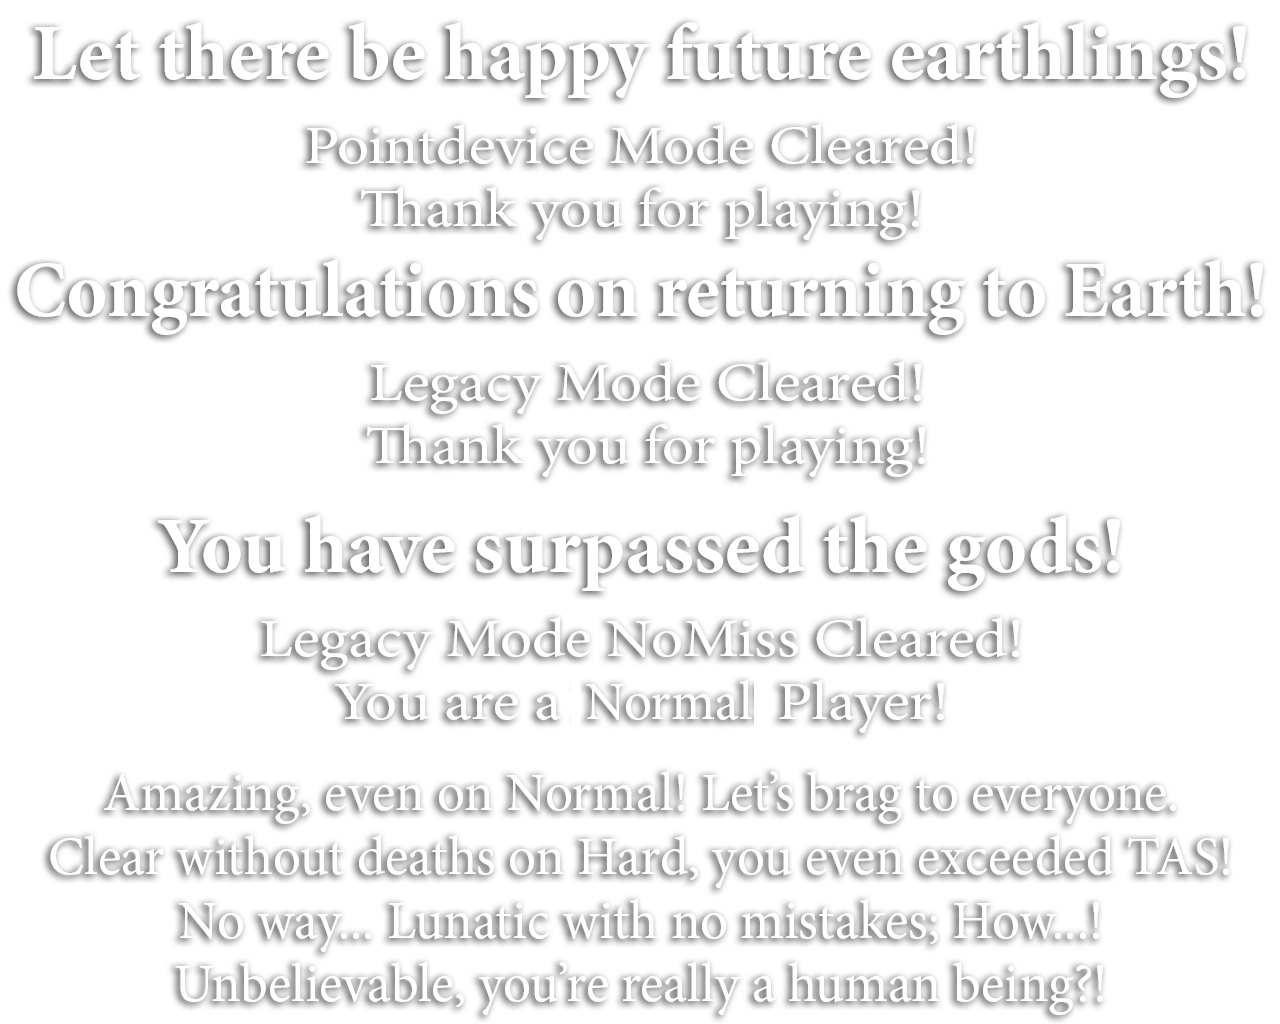 Let there be happy future earthlings!
Pointdevice Mode Cleared!
Thank you for playing!
Congratulations on returning to Earth!
Legacy Mode Cleared!
Thank you for playing!
You have surpassed the gods!
Legacy Mode NoMiss Cleared!
You are a Normal Player!
Amazing, even on Normal! Let’s brag to everyone.
Clear without deaths on Hard, you even exceeded TAS!
No way... Lunatic with no mistakes; How...!
Unbelievable, you’re really a human being?!